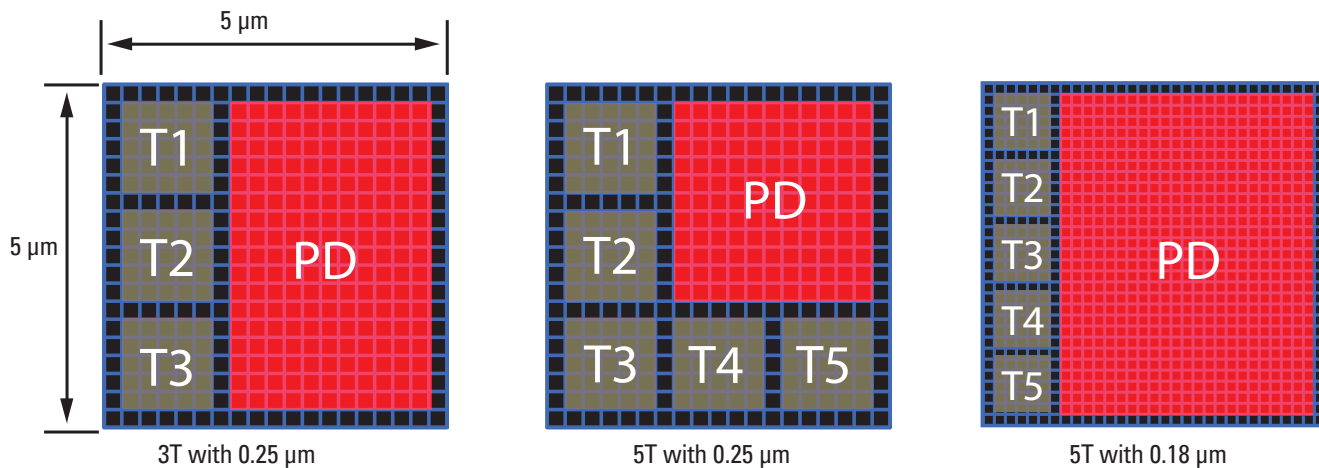 5 µm
5 µm
T1
T2
T3
PD
3T with 0.25 µm
T1
T2
T3
T4
T5
PD
5T with 0.25 µm
T1
T2
T3
T4
T5
PD
5T with 0.18 µm